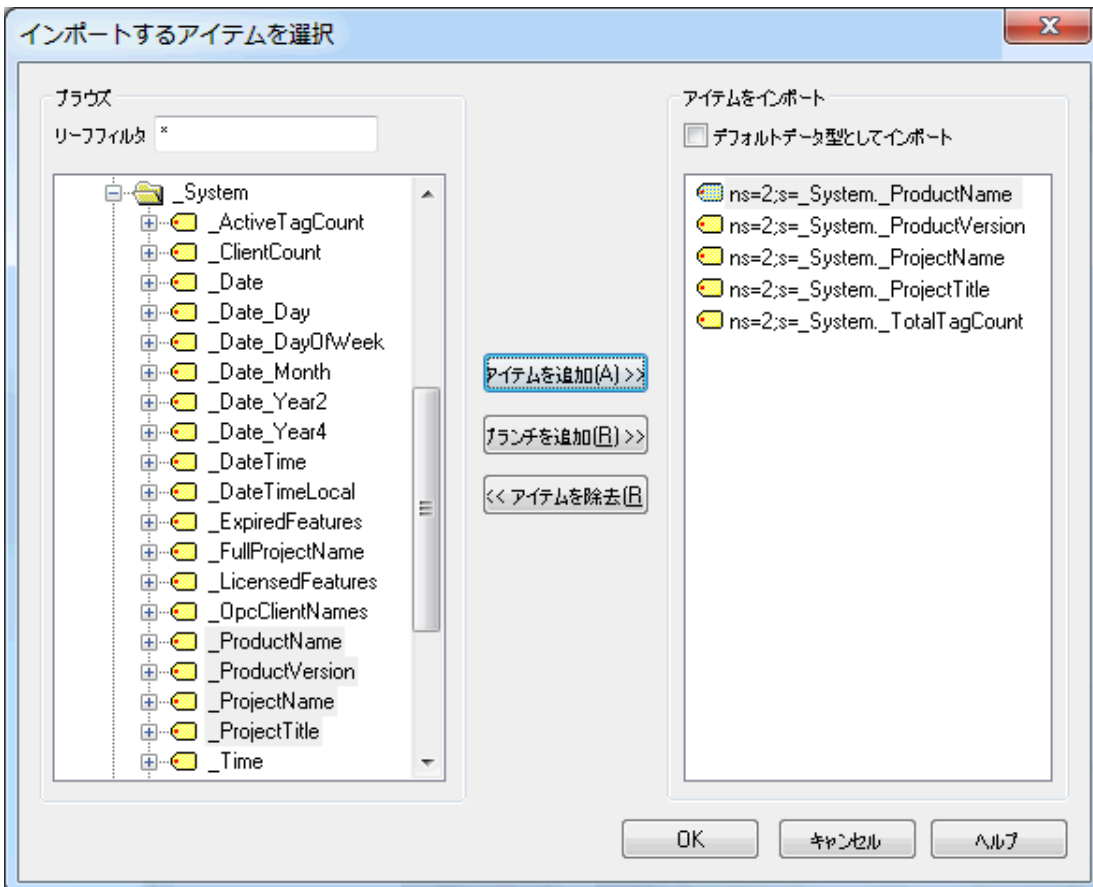 インポートするアイテムを選択
ブラウズ
リーフフィルタ *
_System
_ActiveTagCount
_ClientCount
_Date
_Date_Day
_Date_DayOfWeek
_Date_Month
_Date_Year2
_Date_Year4
_DateTime
_DateTimeLocal
_ExpiredFeatures
_FullProjectName
_LicensedFeatures
_OpcClientNames
_ProductName
_ProductVersion
_ProjectName
_ProjectTitle
_Time
アイテムを追加(A) >>
ブランチを追加(R) >>
<< アイテムを除去(R
アイテムをインポート
デフォルトデータ型としてインポート
ns=2;s=_System._ProductName
ns=2;s=_System._ProductVersion
ns=2;s=_System._ProjectName
ns=2;s=_System._ProjectTitle
ns=2;s=_System._TotalTagCount
OK
キャンセル
ヘルプ